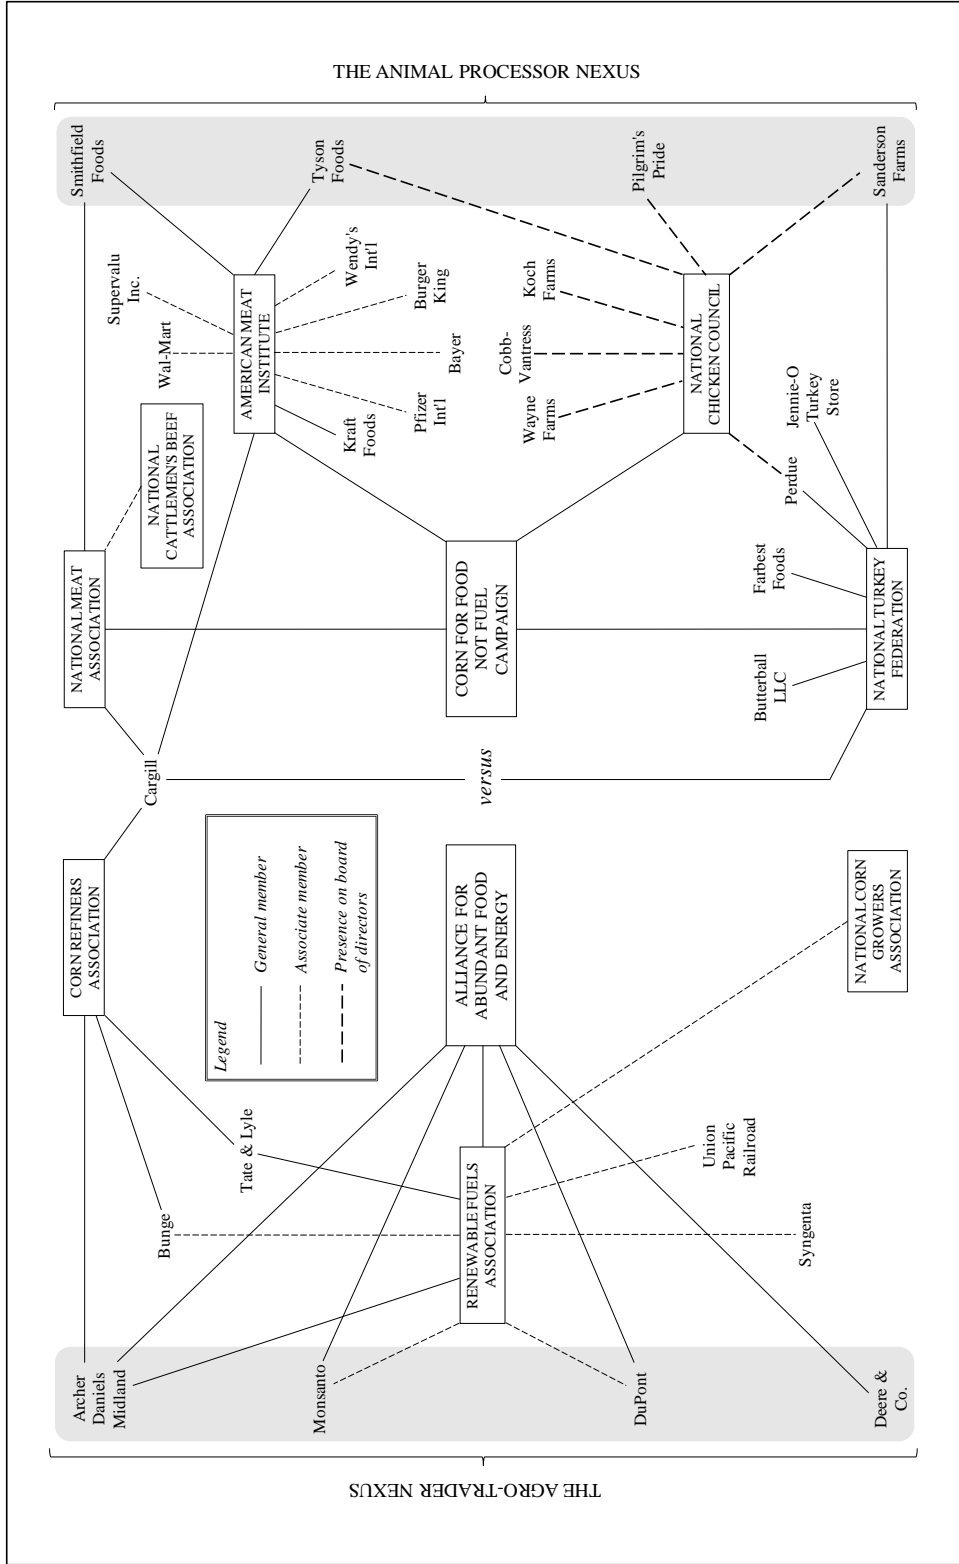 THE ANIMAL PROCESSOR NEXUS
Smithfield
Foods
Tyson
Foods
Pilgrim's
Pride
Sanderson
Farms
Supervalu
Inc.
Wal-Mart
Wendy's
Int'l
Burger
King
Bayer
Pfizer
Int'l
Kraft
Foods
AMERICAN MEAT
INSTITUTE
NATIONAL
CATTLEMEN'S BEEF
ASSOCIATION
NATIONAL MEAT
ASSOCIATION
Koch
Farms
Cobb-
Vantress
Wayne
Farms
NATIONAL
CHICKEN COUNCIL
Jennie-O
Turkey
Store
Perdue
Farbest
Foods
Butterball
LLC
NATIONAL TURKEY
FEDERATION
CORN FOR FOOD
NOT FUEL
CAMPAIGN
Cargill
versus
CORN REFINERS
ASSOCIATION
Legend
General member
Associate member
Presence on board
of directors
ALLIANCE FOR
ABUNDANT FOOD
AND ENERGY
NATIONAL CORN
GROWERS
ASSOCIATION
Tate & Lyle
Bunge
RENEWABLE FUELS
ASSOCIATION
Union
Pacific
Railroad
Syngenta
Archer
Daniels
Midland
Monsanto
DuPont
Deere &
Co.
THE AGRO-TRADER NEXUS